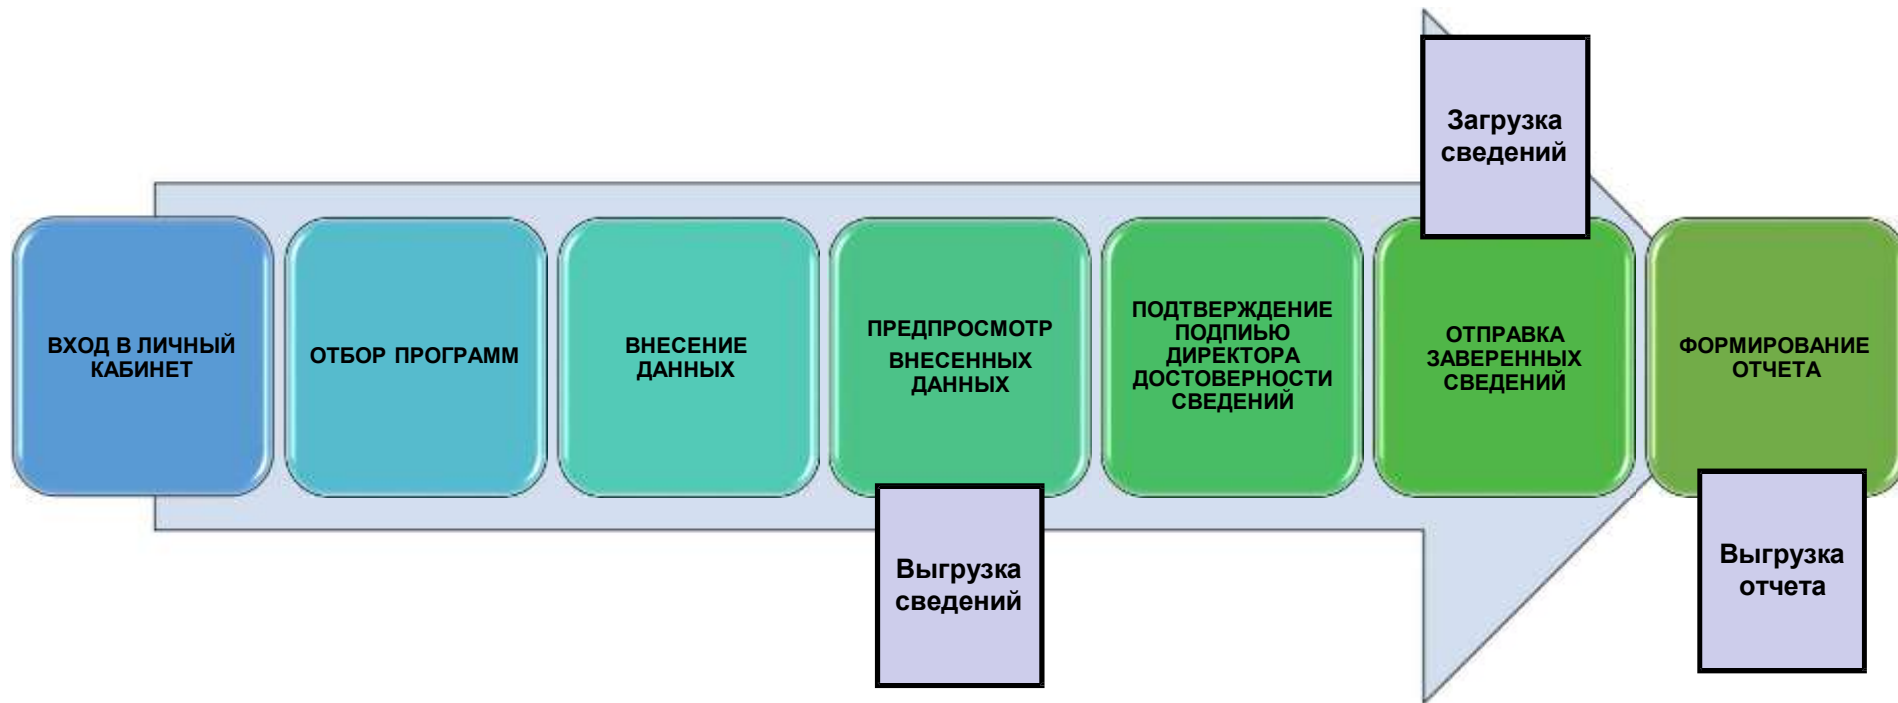 Загрузка
сведений
ВХОД В ЛИЧНЫЙ
КАБИНЕТ
ОТБОР ПРОГРАММ
ВНЕСЕНИЕ
ДАННЫХ
ПРЕДПРОСМОТР
ВНЕСЕННЫХ
ДАННЫХ
ПОДТВЕРЖДЕНИЕ
ПОДПИЬЮ
ДИРЕКТОРА
ДОСТОВЕРНОСТИ
СВЕДЕНИЙ
ОТПРАВКА
ЗАВЕРЕННЫХ
СВЕДЕНИЙ
ФОРМИРОВАНИЕ
ОТЧЕТА
Выгрузка
сведений
Выгрузка
отчета